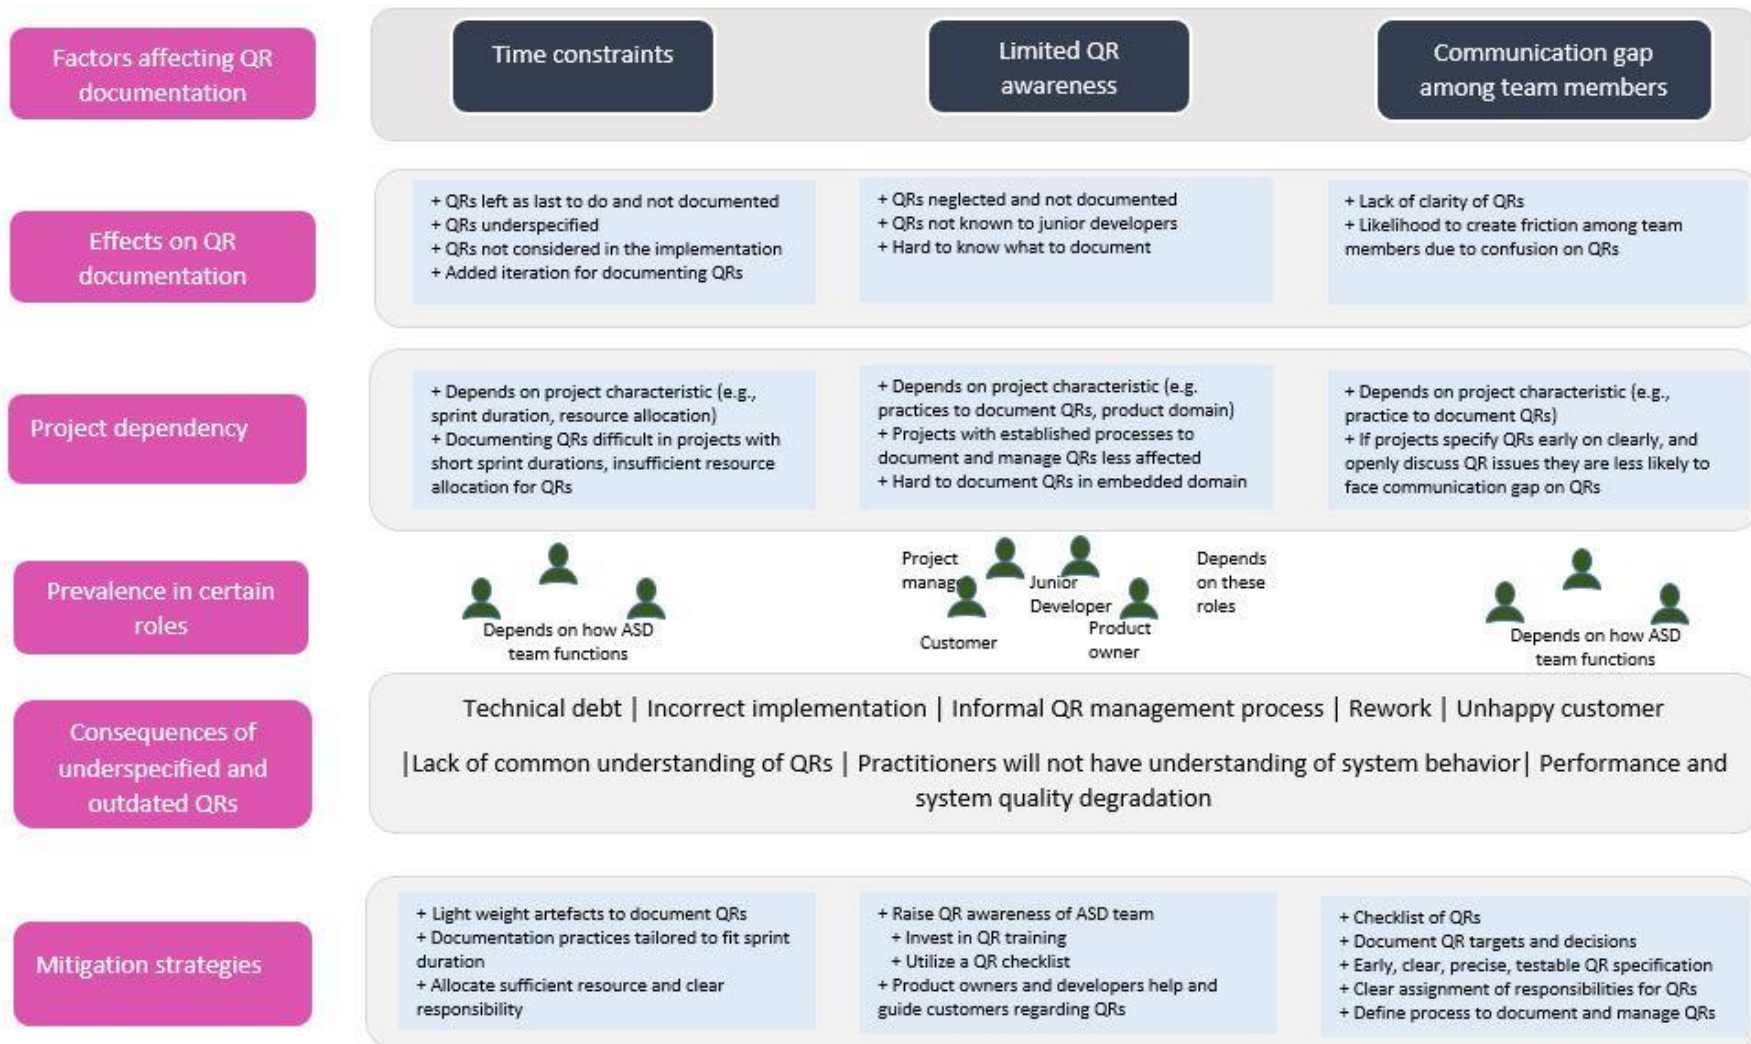 Factors affecting QR
documentation
Time constraints
Limited QR
awareness
Communication gap
among team members
Effects on QR
documentation
+ QRs left as last to do and not documented
+ QRs underspecified
+ QRs not considered in the implementation
+ Added iteration for documenting QRs
+ QRs neglected and not documented
+ QRs not known to junior developers
+ Hard to know what to document
+ Lack of clarity of QRs
+ Likelihood to create friction among team
members due to confusion on QRs
Project dependency
+ Depends on project characteristic (e.g.,
sprint duration, resource allocation)
+ Documenting QRs difficult in projects with
short sprint durations, insufficient resource
allocation for QRs
+ Depends on project characteristic (e.g.
practices to document QRs, product domain)
+ Projects with established processes to
document and manage QRs less affected
+ Hard to document QRs in embedded domain
+ Depends on project characteristic (e.g.,
practice to document QRs)
+ If projects specify QRs early on clearly, and
openly discuss QR issues they are less likely to
face communication gap on QRs
Prevalence in certain
roles
Depends on how ASD
team functions
Project
manag
Junior
Developer
Customer
Product
owner
Depends
on these
roles
Depends on how ASD
team functions
Consequences of
underspecified and
outdated QRs
Technical debt | Incorrect implementation | Informal QR management process | Rework | Unhappy customer
|Lack of common understanding of QRs | Practitioners will not have understanding of system behavior| Performance and
system quality degradation
Mitigation strategies
+ Light weight artefacts to document QRs
+ Documentation practices tailored to fit sprint
duration
+ Allocate sufficient resource and clear
responsibility
+ Raise QR awareness of ASD team
+ Invest in QR training
+ Utilize a QR checklist
+ Product owners and developers help and
guide customers regarding QRs
+ Checklist of QRs
+ Document QR targets and decisions
+ Early, clear, precise, testable QR specification
+ Clear assignment of responsibilities for QRs
+ Define process to document and manage QRs